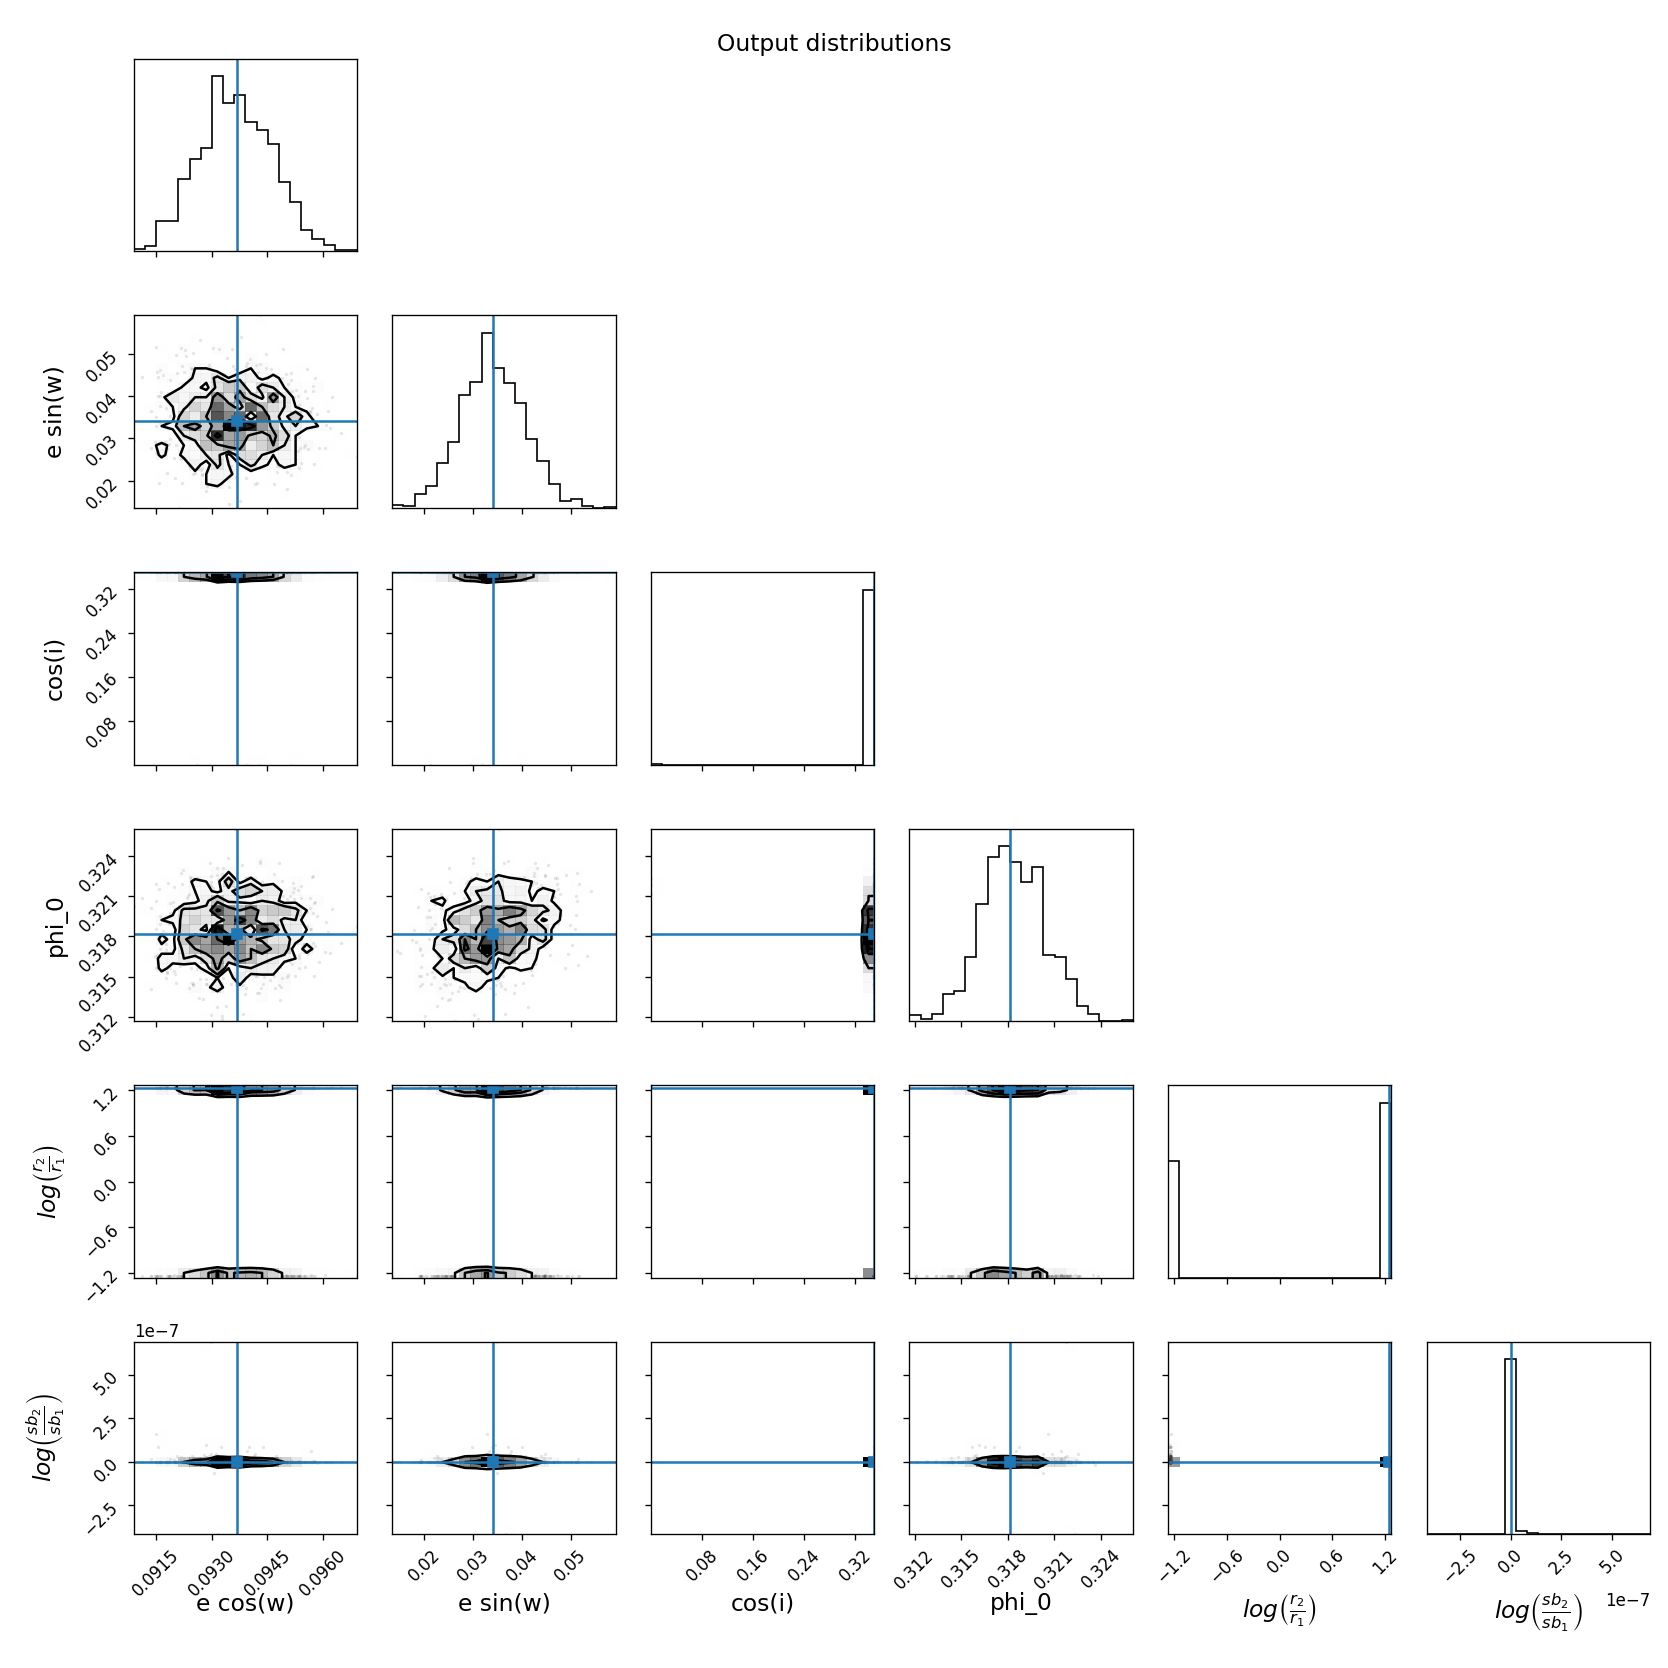 Output distributions
e sin(w)
0.05
0.04
0.03
0.02
cos(i)
0.32
0.24
0.16
0.08
phi_0
0.324
0.321
0.318
0.315
0.312
log(r2/r1)
1.2
0.6
0.0
−0.6
−1.2
1e−7
log(sb2/sb1)
5.0
2.5
0.0
−2.5
0.0915 0.0930 0.0945 0.0960 0.02 0.03 0.04 0.05 0.08 0.16 0.24 0.32 0.312 0.315 0.318 0.321 0.324 −1.2 −0.6 0.0 0.6 1.2 −2.5 0.0 2.5 5.0
e cos(w) e sin(w) cos(i) phi_0 log(r2/r1) log(sb2/sb1) 1e−7